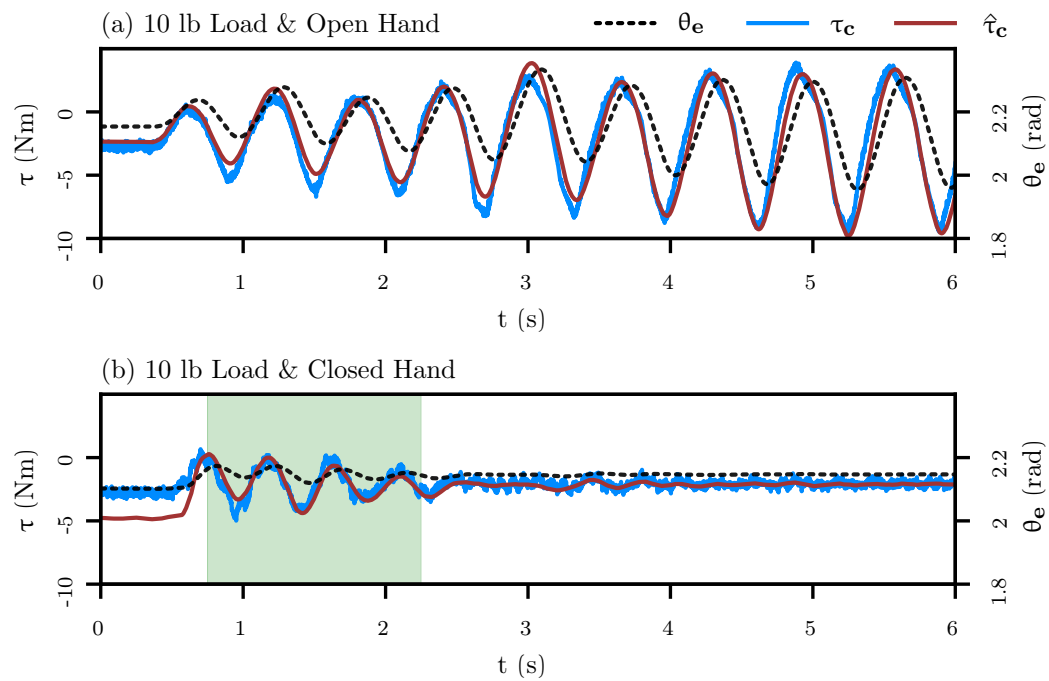 (a) 10 lb Load & Open Hand
θe τc τ̂c
τ (Nm)
0
-5
-10
2.2
2
1.8
θe (rad)
0 1 2 3 4 5 6
t (s)
(b) 10 lb Load & Closed Hand
τ (Nm)
0
-5
-10
2.2
2
1.8
θe (rad)
0 1 2 3 4 5 6
t (s)